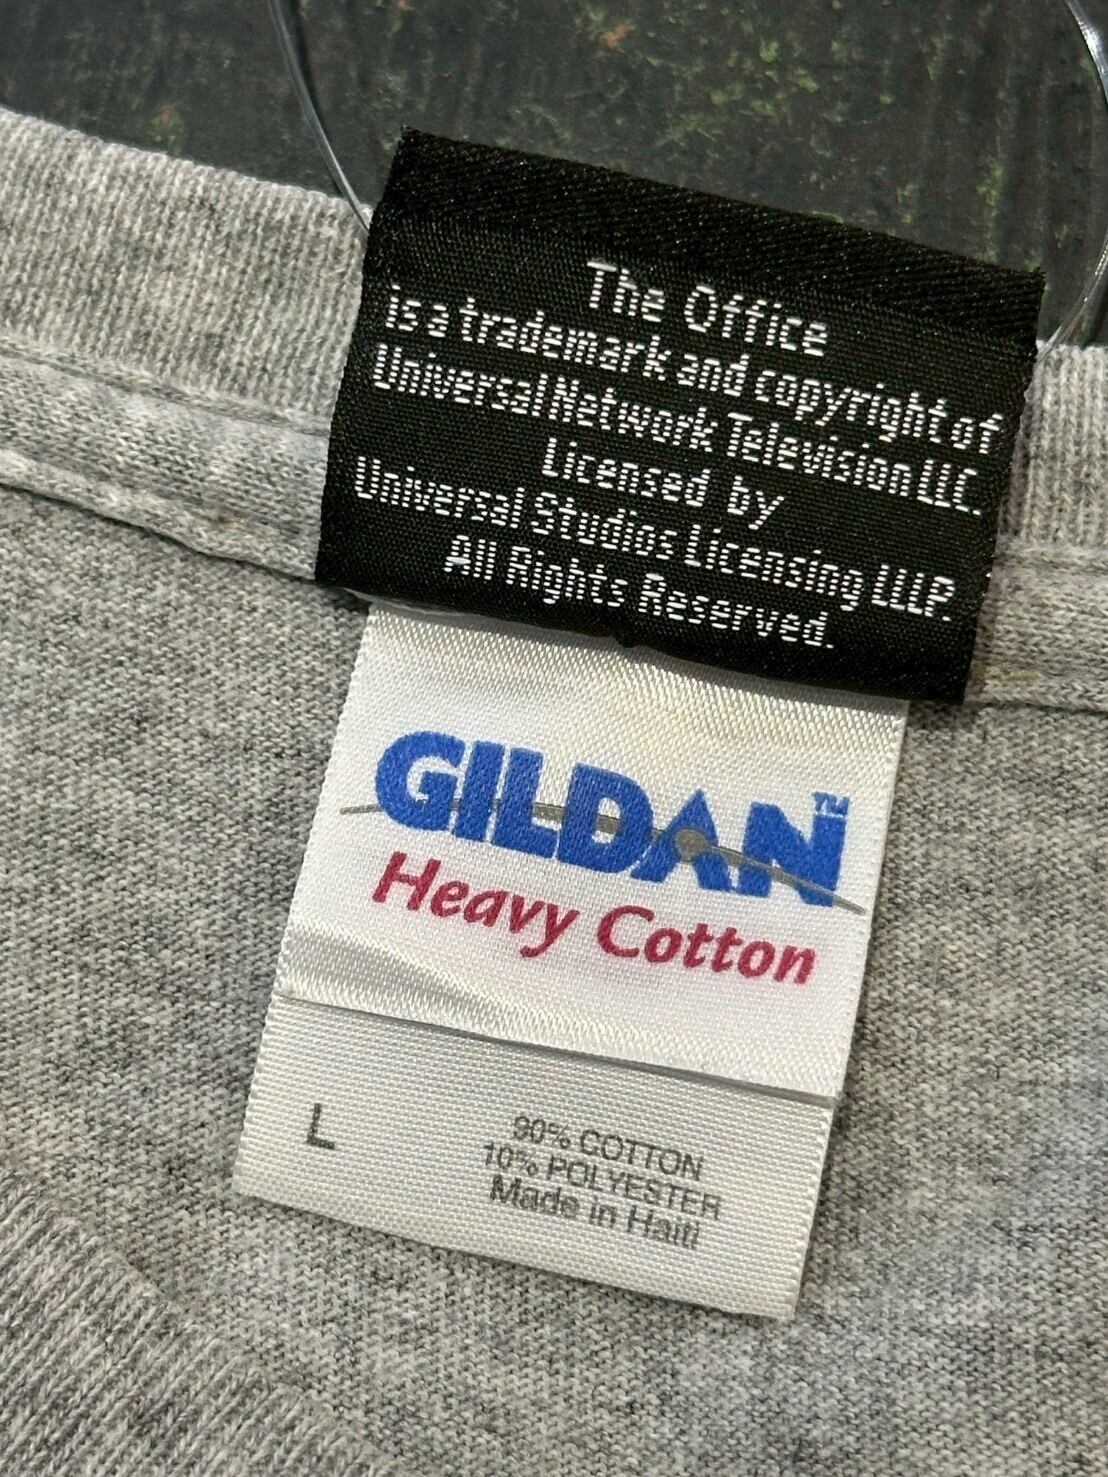 The Office
is a trademark and copyright of
Universal Network Television LLC.
Licensed by
Universal Studios Licensing LLLP.
All Rights Reserved.
GILDAN™
Heavy Cotton
L
90% COTTON
10% POLYESTER
Made in Haiti